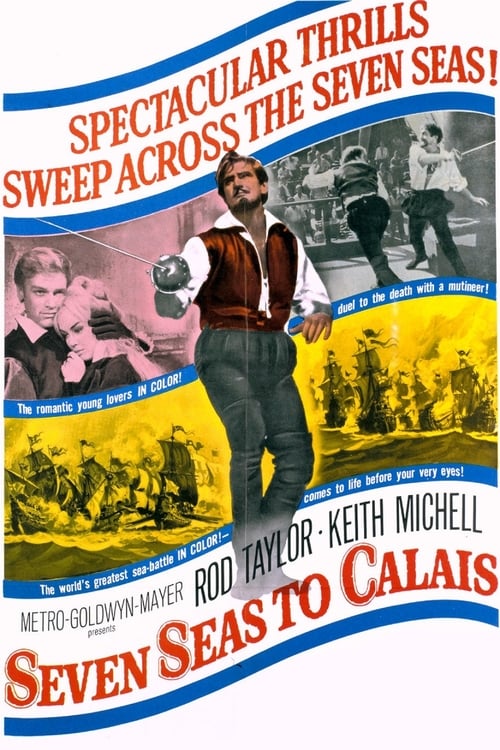 SPECTACULAR THRILLS
SWEEP ACROSS THE SEVEN SEAS!
duel to the death with a mutineer!
The romantic young lovers IN COLOR!
comes to life before your very eyes!
The world's greatest sea-battle IN COLOR!—
METRO-GOLDWYN-MAYER
presents
ROD TAYLOR · KEITH MICHELL
SEVEN SEAS TO CALAIS